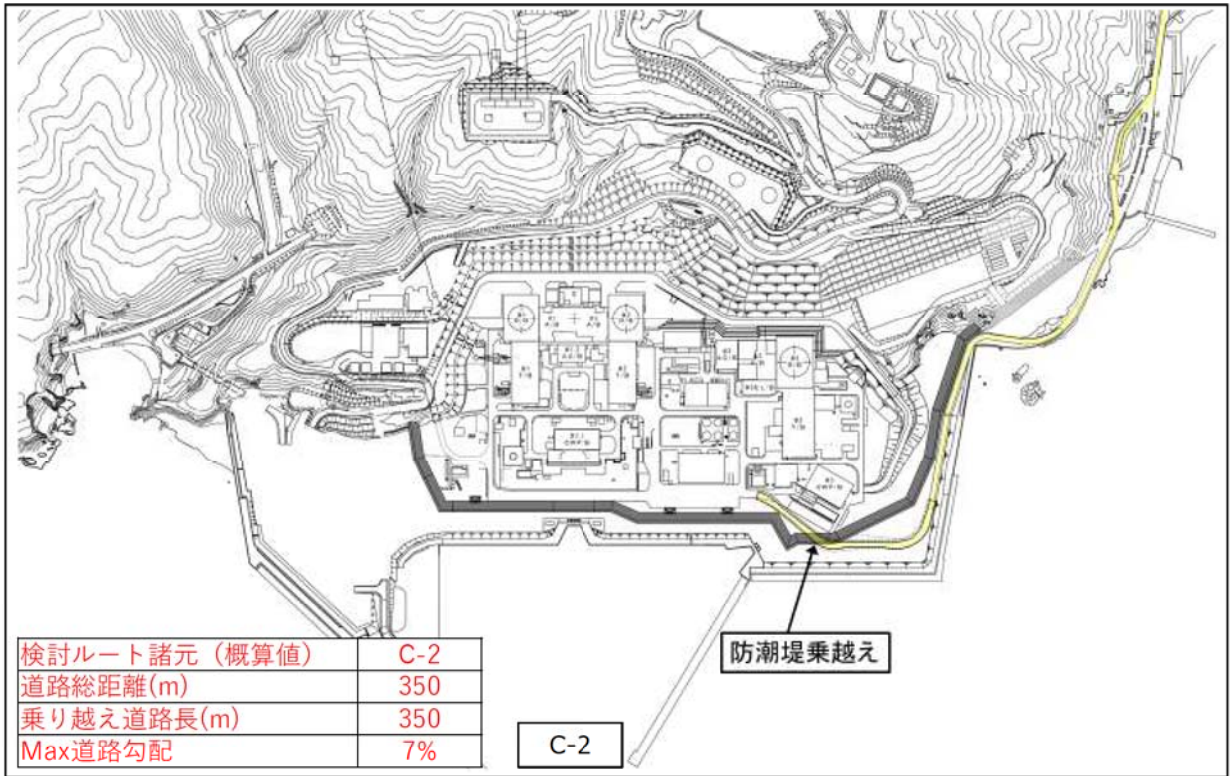 防潮堤乗越え
検討ルート諸元（概算値） C-2
道路総距離(m) 350
乗り越え道路長(m) 350
Max道路勾配 7%
C-2